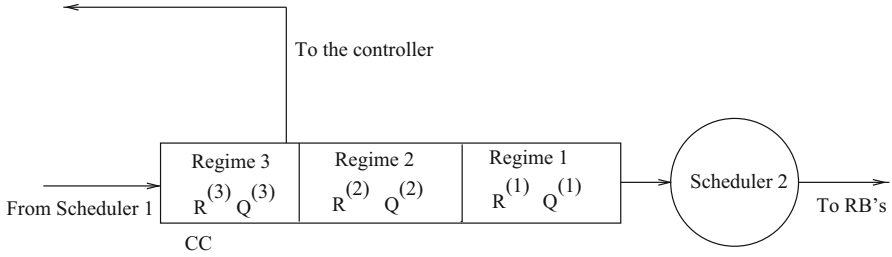 To the controller
Regime 3
Regime 2
Regime 1
R^(3) Q^(3)
R^(2) Q^(2)
R^(1) Q^(1)
Scheduler 2
From Scheduler 1
To RB's
CC